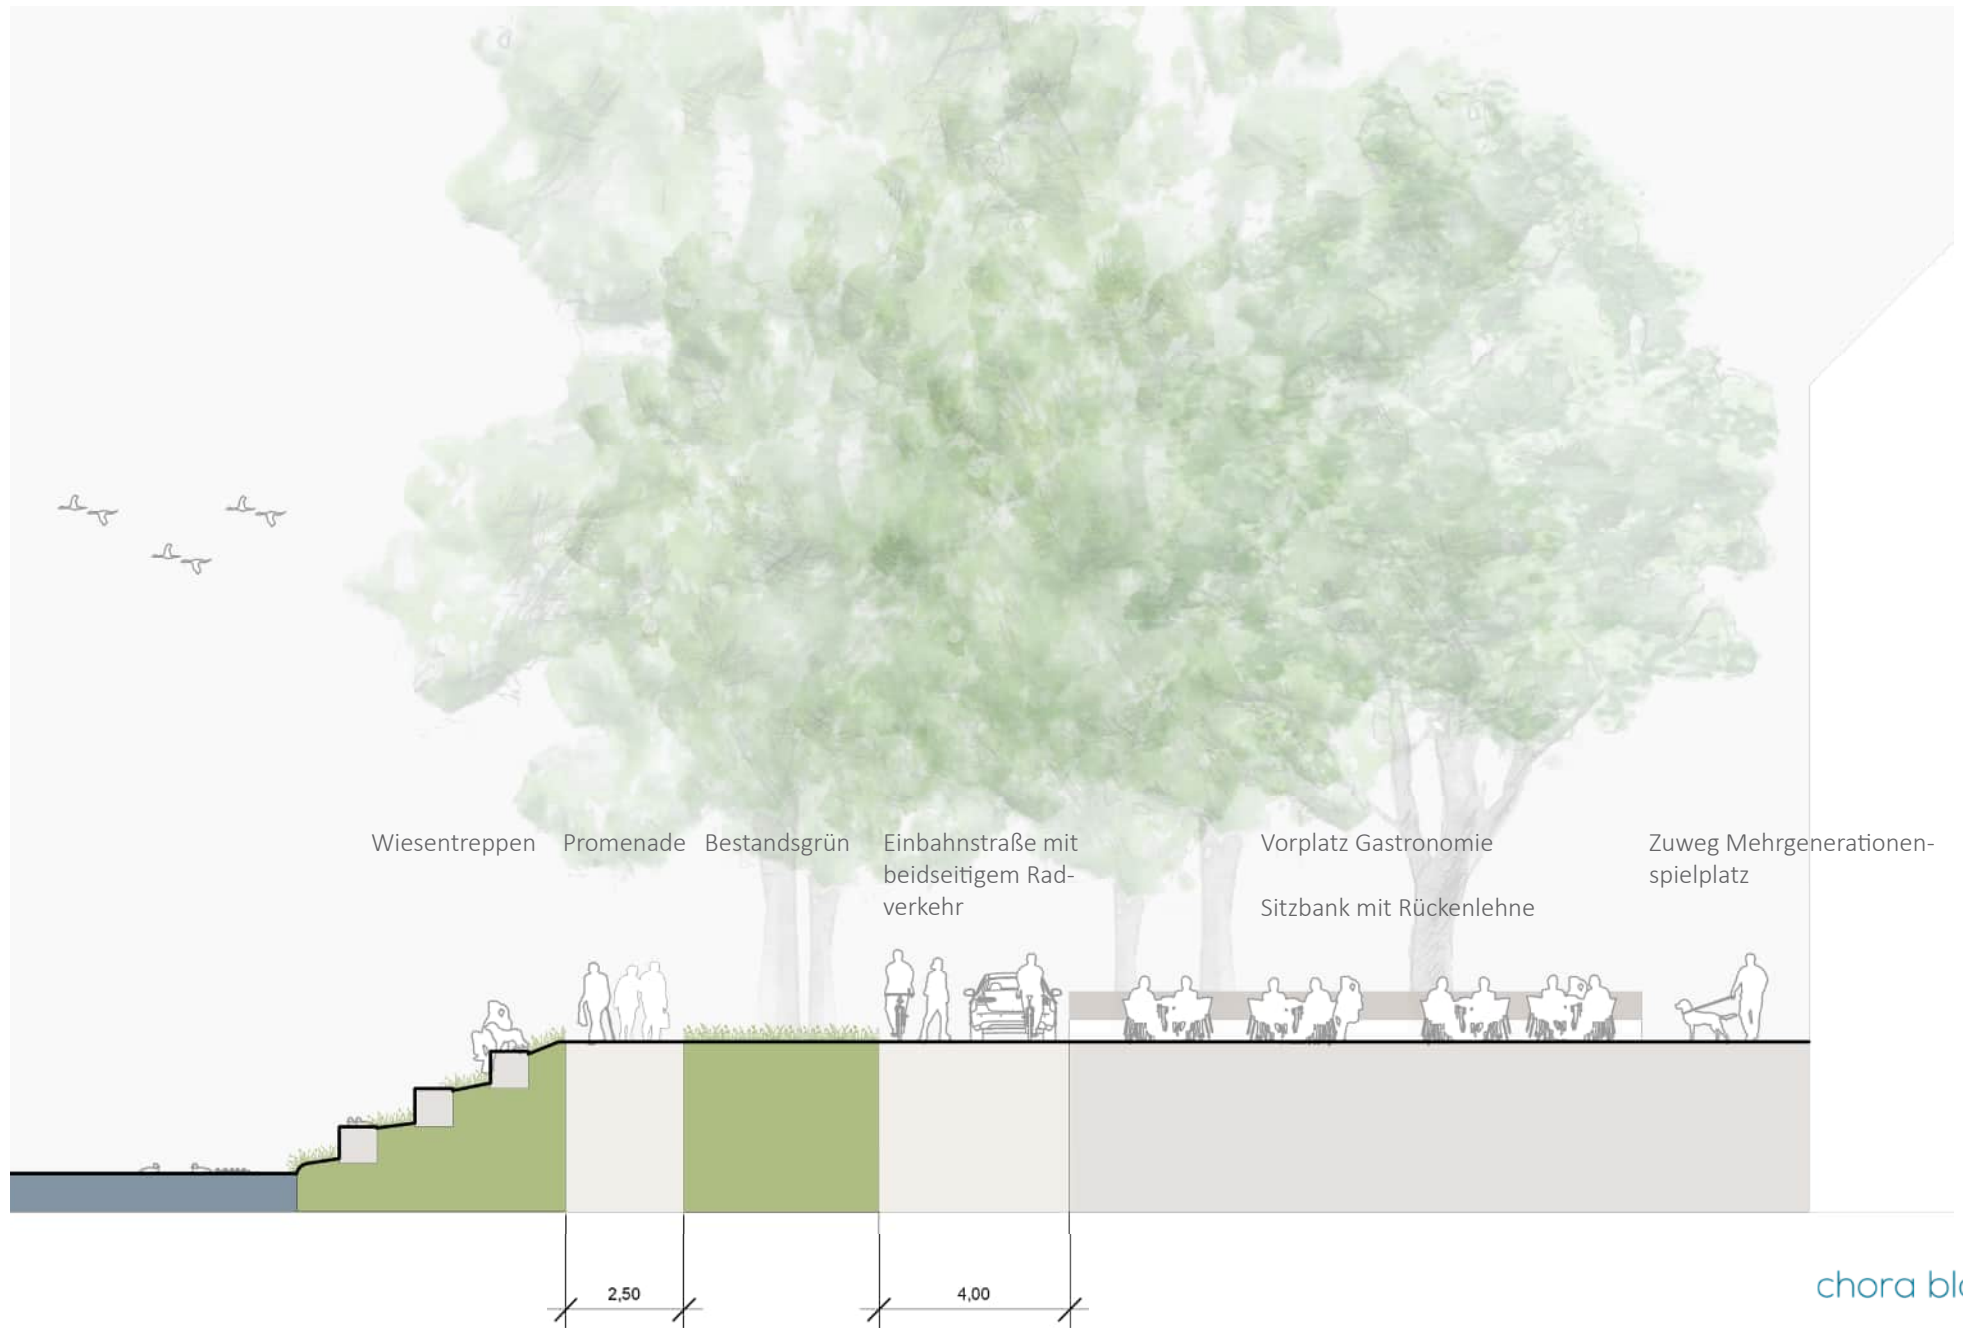 Wiesentreppen
Promenade
Bestandsgrün
Einbahnstraße mit
beidseitigem Rad-
verkehr
Vorplatz Gastronomie
Sitzbank mit Rückenlehne
Zuweg Mehrgenerationen-
spielplatz
2,50
4,00
chora